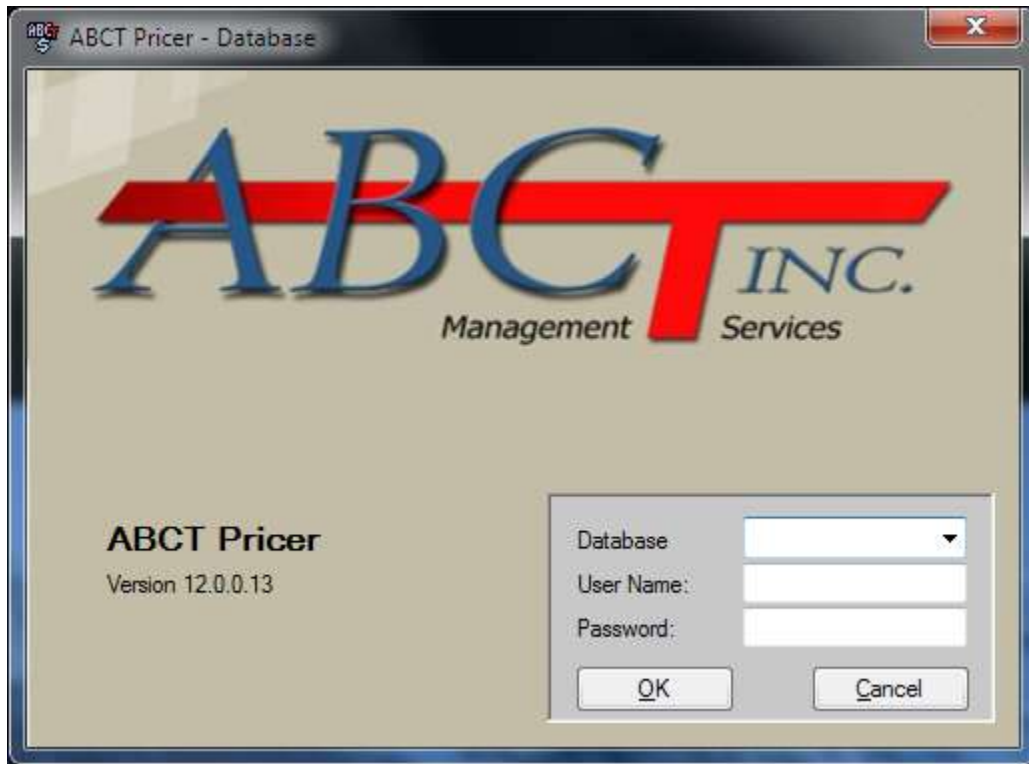 ABCT Pricer - Database
ABCT INC.
Management Services
ABCT Pricer
Version 12.0.0.13
Database
User Name:
Password:
OK
Cancel